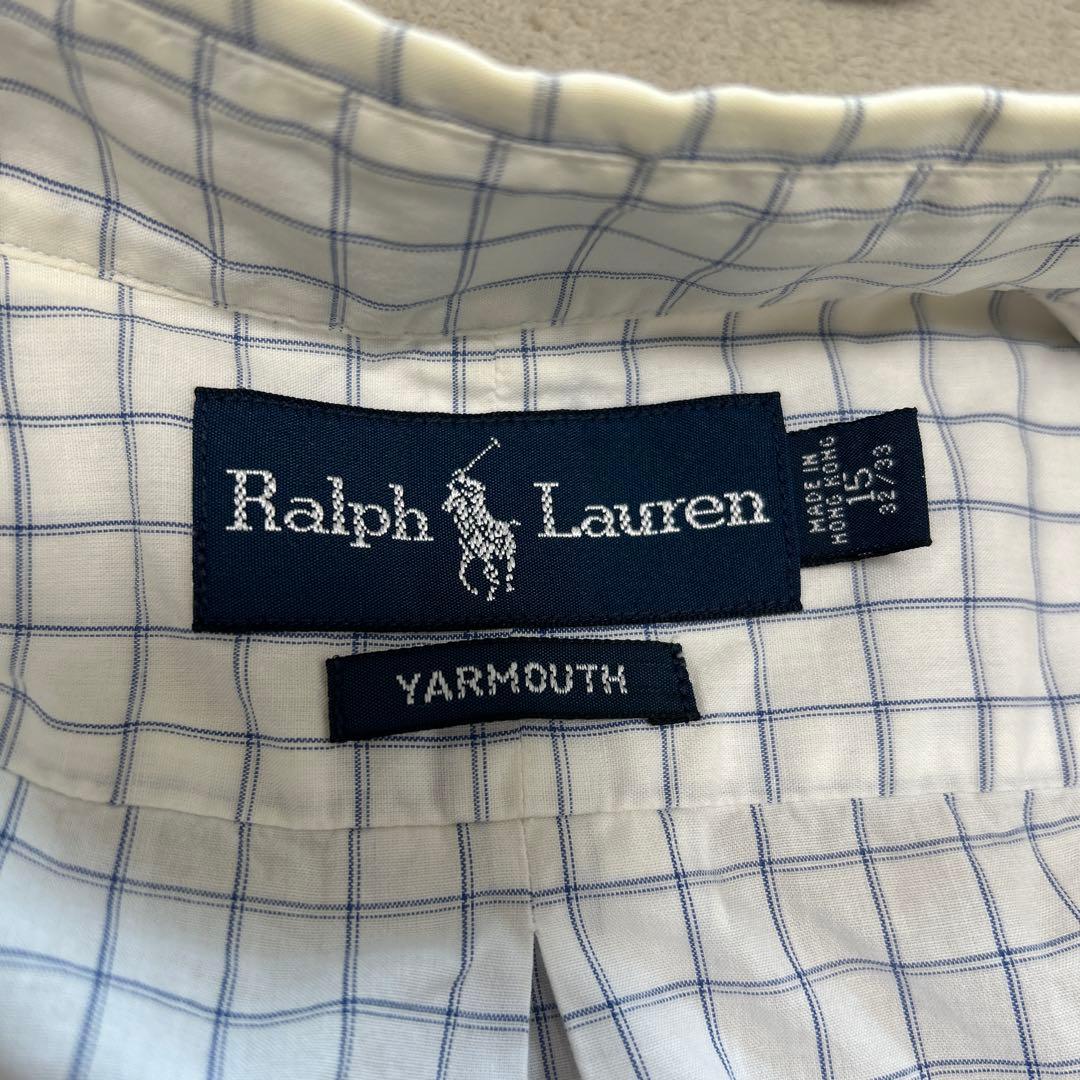 Ralph Lauren
YARMOUTH
MADE IN
HONG KONG
15
32/33